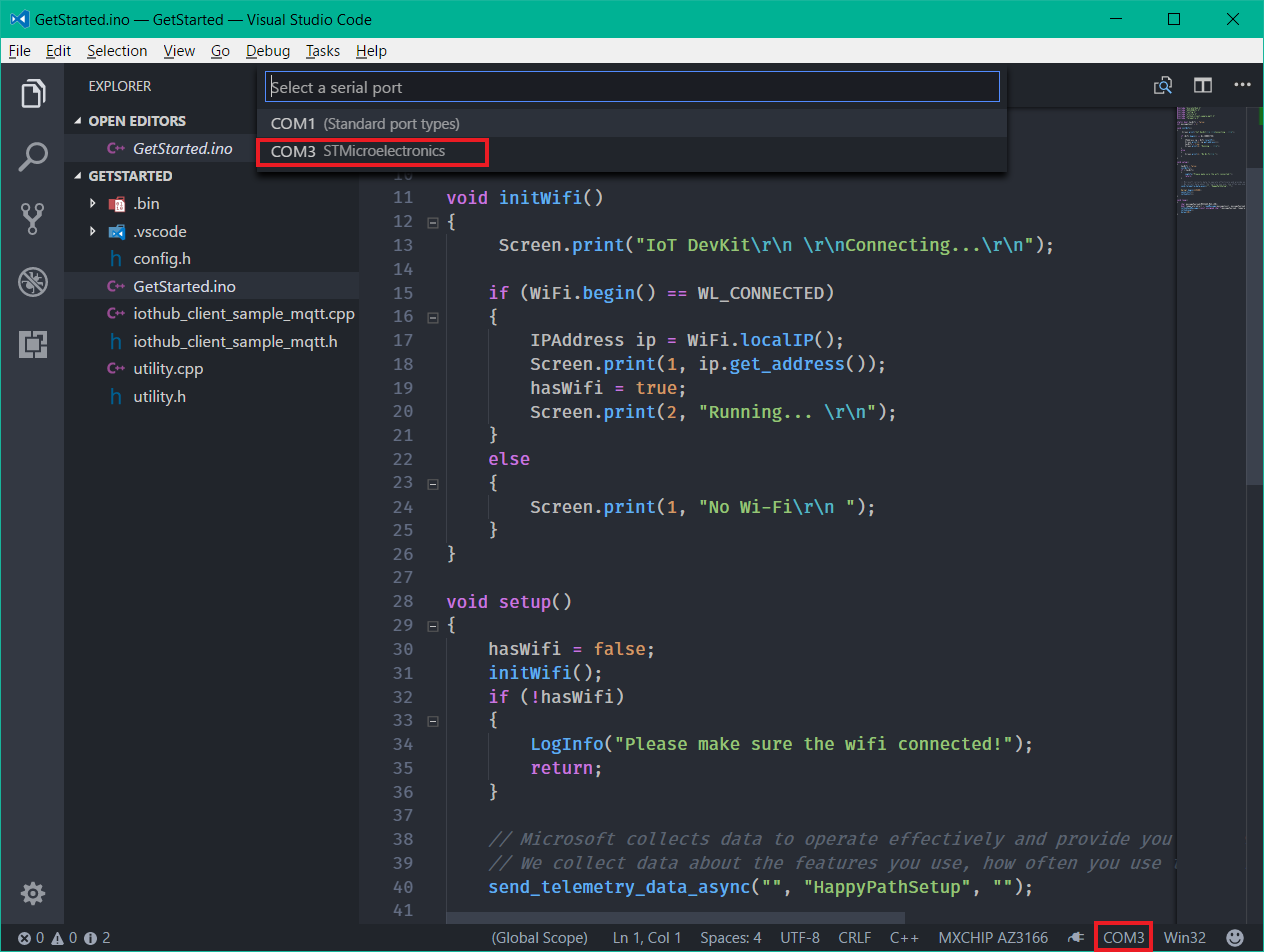 GetStarted.ino — GetStarted — Visual Studio Code
File Edit Selection View Go Debug Tasks Help
EXPLORER
OPEN EDITORS
C++ GetStarted.ino
GETSTARTED
.bin
.vscode
h config.h
C++ GetStarted.ino
C++ iothub_client_sample_mqtt.cpp
h iothub_client_sample_mqtt.h
C++ utility.cpp
h utility.h
Select a serial port
COM1 (Standard port types)
COM3 STMicroelectronics
10
11 void initWifi()
12 {
13 Screen.print("IoT DevKit\r\n \r\nConnecting...\r\n");
14
15 if (WiFi.begin() == WL_CONNECTED)
16 {
17 IPAddress ip = WiFi.localIP();
18 Screen.print(1, ip.get_address());
19 hasWifi = true;
20 Screen.print(2, "Running... \r\n");
21 }
22 else
23 {
24 Screen.print(1, "No Wi-Fi\r\n ");
25 }
26 }
27
28 void setup()
29 {
30 hasWifi = false;
31 initWifi();
32 if (!hasWifi)
33 {
34 LogInfo("Please make sure the wifi connected!");
35 return;
36 }
37
38 // Microsoft collects data to operate effectively and provide you
39 // We collect data about the features you use, how often you use
40 send_telemetry_data_async("", "HappyPathSetup", "");
41
0 0 2 (Global Scope) Ln 1, Col 1 Spaces: 4 UTF-8 CRLF C++ MXCHIP AZ3166 COM3 Win32